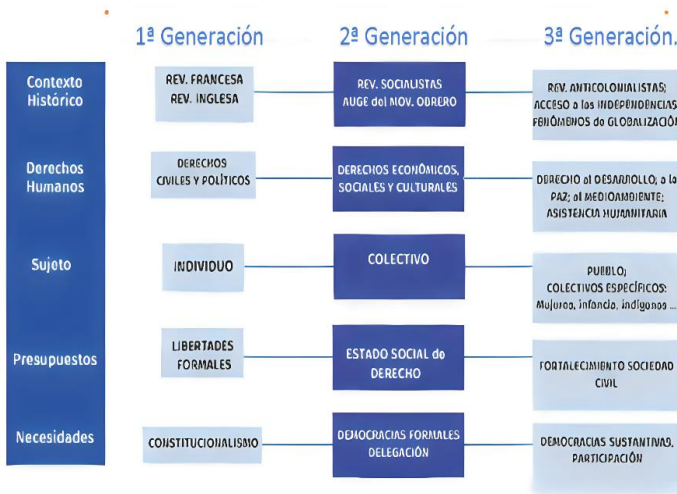 1ª Generación 2ª Generación 3ª Generación.
Contexto
Histórico
REV. FRANCESA
REV. INGLESA
REV. SOCIALISTAS
AUGE del MOV. OBRERO
REV. ANTICOLONIALISTAS;
ACCESO a las INDEPENDENCIAS
FENÓMENOS de GLOBALIZACIÓN
Derechos
Humanos
DERECHOS
CIVILES Y POLÍTICOS
DERECHOS ECONÓMICOS,
SOCIALES Y CULTURALES
DERECHO al DESARROLLO; a la
PAZ; al MEDIOAMBIENTE;
ASISTENCIA HUMANITARIA
Sujeto
INDIVIDUO
COLECTIVO
PUEBLO;
COLECTIVOS ESPECÍFICOS:
Mujeres, infancia, indígenas ...
Presupuestos
LIBERTADES
FORMALES
ESTADO SOCIAL de
DERECHO
FORTALECIMIENTO SOCIEDAD
CIVIL
Necesidades
CONSTITUCIONALISMO
DEMOCRACIAS FORMALES
DELEGACIÓN
DEMOCRACIAS SUSTANTIVAS.
PARTICIPACIÓN